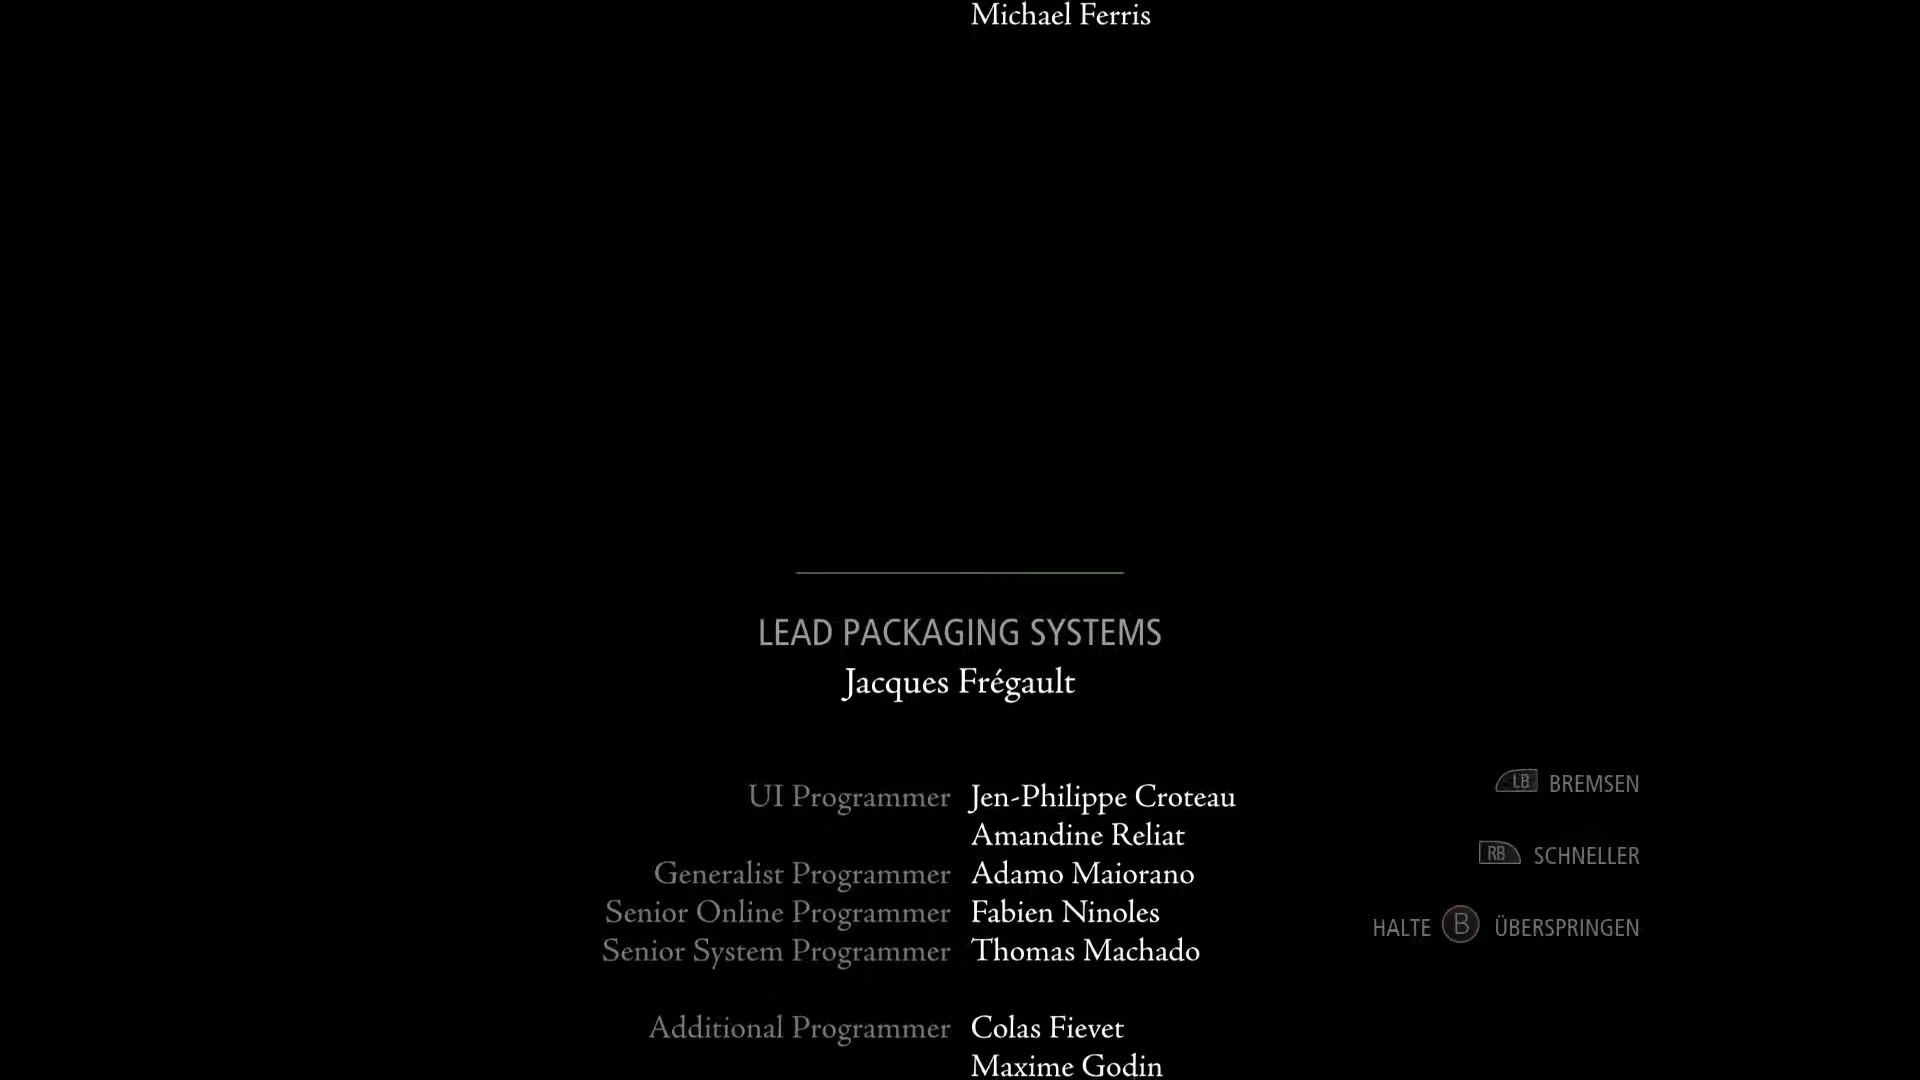 Michael Ferris
LEAD PACKAGING SYSTEMS
Jacques Frégault
UI Programmer Jen-Philippe Croteau
Amandine Reliat
Generalist Programmer Adamo Maiorano
Senior Online Programmer Fabien Ninoles
Senior System Programmer Thomas Machado
Additional Programmer Colas Fievet
Maxime Godin
LB BREMSEN
RB SCHNELLER
HALTE B ÜBERSPRINGEN